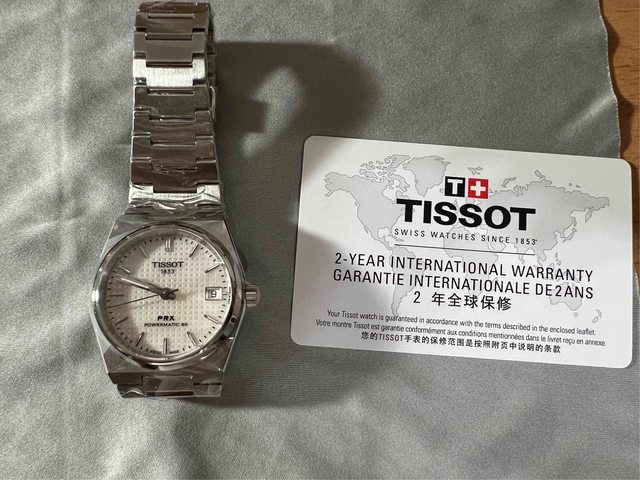 TISSOT
1853
PRX
POWERMATIC 80
9
T+
TISSOT
SWISS WATCHES SINCE 1853
2-YEAR INTERNATIONAL WARRANTY
GARANTIE INTERNATIONALE DE 2 ANS
2 年全球保修
Your Tissot watch is guaranteed in accordance with the terms described in the enclosed leaflet.
Votre montre Tissot est garantie conformément aux conditions mentionnées dans le livret reçu en annexe.
您的TISSOT手表的保修范围是按照附页中说明的条款